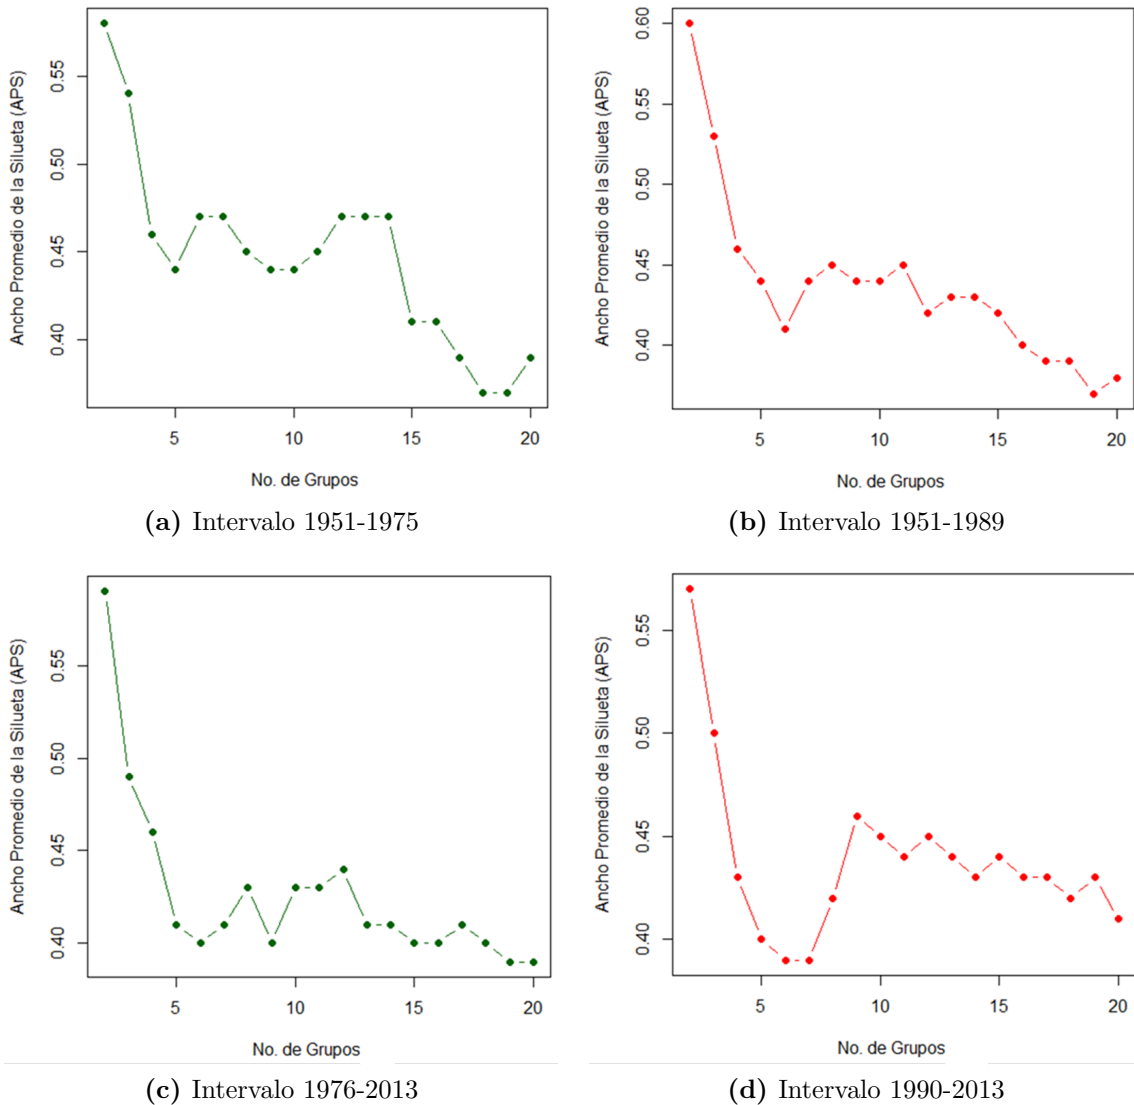 Ancho Promedio de la Silueta (APS)
0.55
0.50
0.45
0.40
5 10 15 20
No. de Grupos
(a) Intervalo 1951-1975
Ancho Promedio de la Silueta (APS)
0.60
0.55
0.50
0.45
0.40
5 10 15 20
No. de Grupos
(b) Intervalo 1951-1989
Ancho Promedio de la Silueta (APS)
0.55
0.50
0.45
0.40
5 10 15 20
No. de Grupos
(c) Intervalo 1976-2013
Ancho Promedio de la Silueta (APS)
0.55
0.50
0.45
0.40
5 10 15 20
No. de Grupos
(d) Intervalo 1990-2013